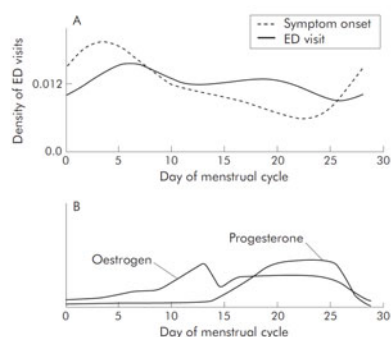 A
Symptom onset
ED visit
Density of ED visits
0.012
0.0
0 5 10 15 20 25 30
Day of menstrual cycle
B
Progesterone
Oestrogen
0 5 10 15 20 25 30
Day of menstrual cycle